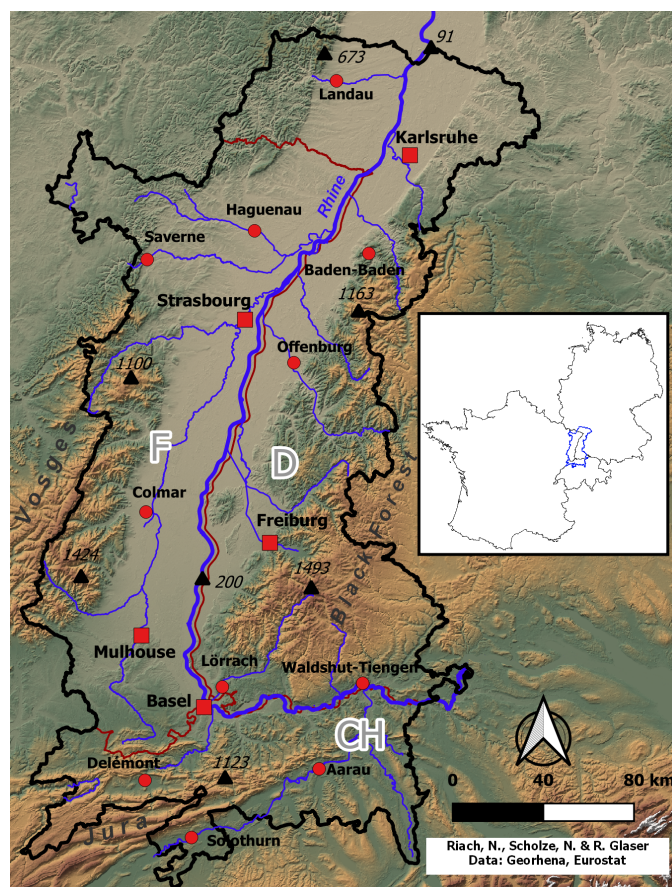 673
91
Landau
Karlsruhe
Rhine
Haguenau
Saverne
Baden-Baden
Strasbourg
1163
Offenburg
1100
F
D
Vosges
Colmar
Freiburg
1424
200
1493
Black Forest
Mulhouse
Lörrach
Waldshut-Tiengen
Basel
CH
Delémont
1123
Aarau
Jura
Solothurn
0 40 80 km
Riach, N., Scholze, N. & R. Glaser
Data: Georhena, Eurostat